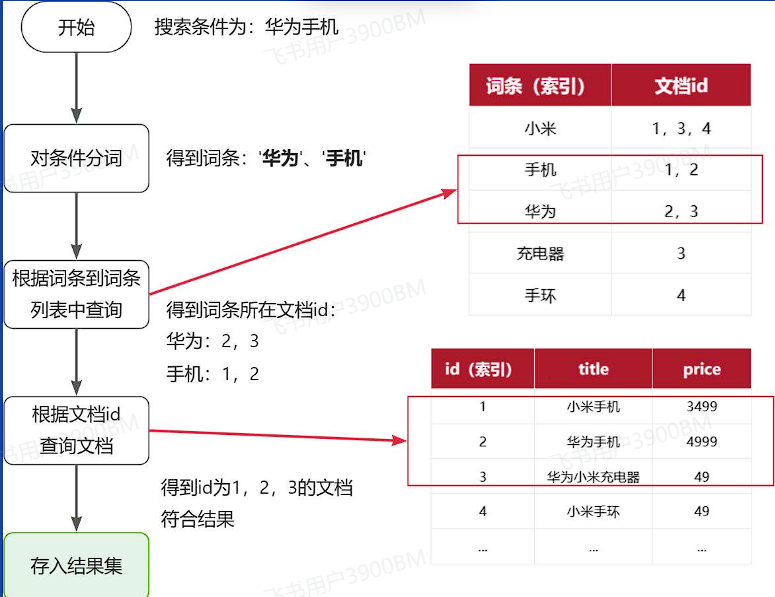 开始
搜索条件为：华为手机
对条件分词
得到词条：'华为'、'手机'
根据词条到词条
列表中查询
得到词条所在文档id：
华为：2，3
手机：1，2
根据文档id
查询文档
得到id为1，2，3的文档
符合结果
存入结果集
词条（索引） 文档id
小米 1，3，4
手机 1，2
华为 2，3
充电器 3
手环 4
id（索引） title price
1 小米手机 3499
2 华为手机 4999
3 华为小米充电器 49
4 小米手环 49
... ... ...
飞书用户3900BM
飞书用户3900BM
飞书用户3900BM
飞书用户3900BM
飞书用户3900BM
飞书用户3900BM
飞书用户3900BM